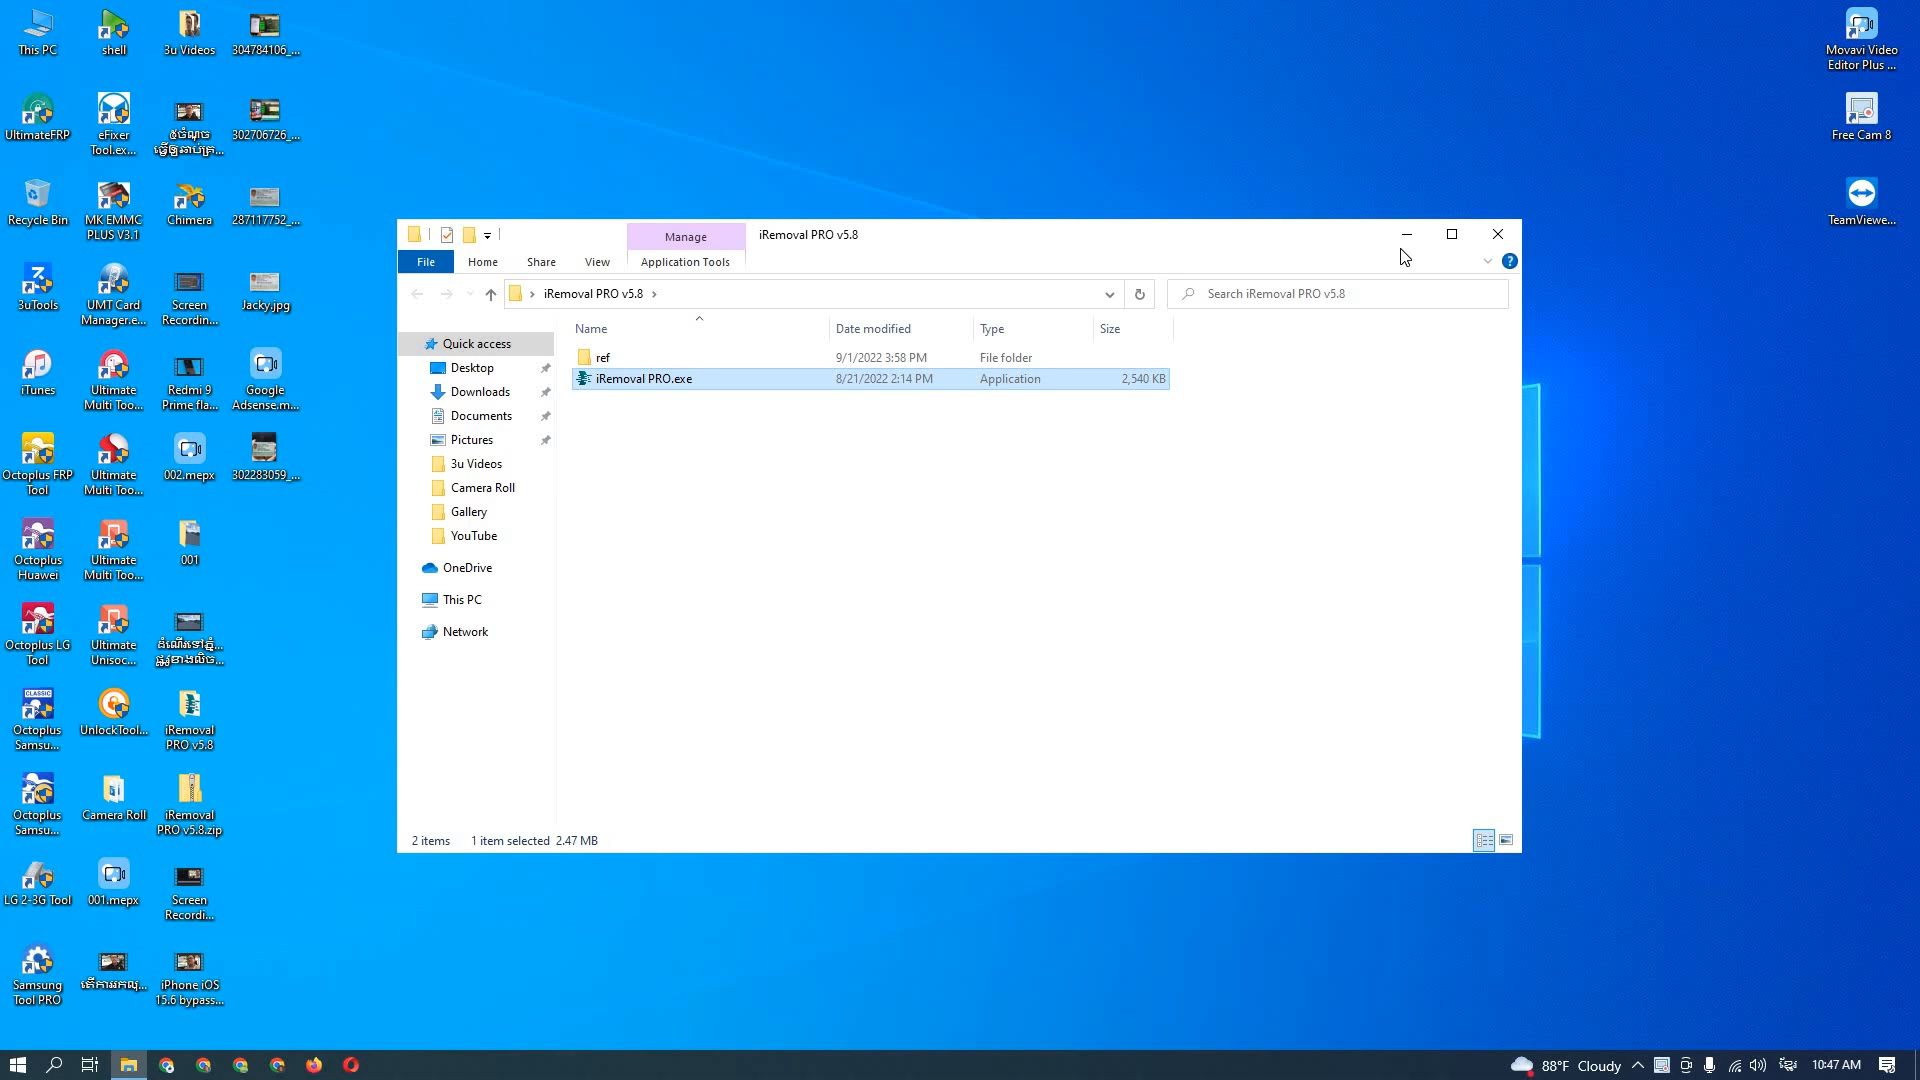 This PC
shell
3u Videos
304784106_...
UltimateFRP
eFixer
Tool.ex...
302706726_...
Recycle Bin
MK EMMC
PLUS V3.1
Chimera
287117752_...
3uTools
UMT Card
Manager.e...
Screen
Recordin...
Jacky.jpg
iTunes
Ultimate
Multi Too...
Redmi 9
Prime fla...
Google
Adsense.m...
Octoplus FRP
Tool
Ultimate
Multi Too...
002.mepx
302283059_...
Octoplus
Huawei
Ultimate
Multi Too...
001
Octoplus LG
Tool
Ultimate
Unisoc...
CLASSIC
Octoplus
Samsu...
UnlockTool...
iRemoval
PRO v5.8
Octoplus
Samsu...
Camera Roll
iRemoval
PRO v5.8.zip
LG 2-3G Tool
001.mepx
Screen
Recordi...
Samsung
Tool PRO
iPhone iOS
15.6 bypass...
Movavi Video
Editor Plus ...
Free Cam 8
TeamViewe...
Manage
iRemoval PRO v5.8
File
Home
Share
View
Application Tools
iRemoval PRO v5.8
Search iRemoval PRO v5.8
Name
Date modified
Type
Size
ref
9/1/2022 3:58 PM
File folder
iRemoval PRO.exe
8/21/2022 2:14 PM
Application
2,540 KB
Quick access
Desktop
Downloads
Documents
Pictures
3u Videos
Camera Roll
Gallery
YouTube
OneDrive
This PC
Network
2 items
1 item selected
2.47 MB
88°F Cloudy
10:47 AM